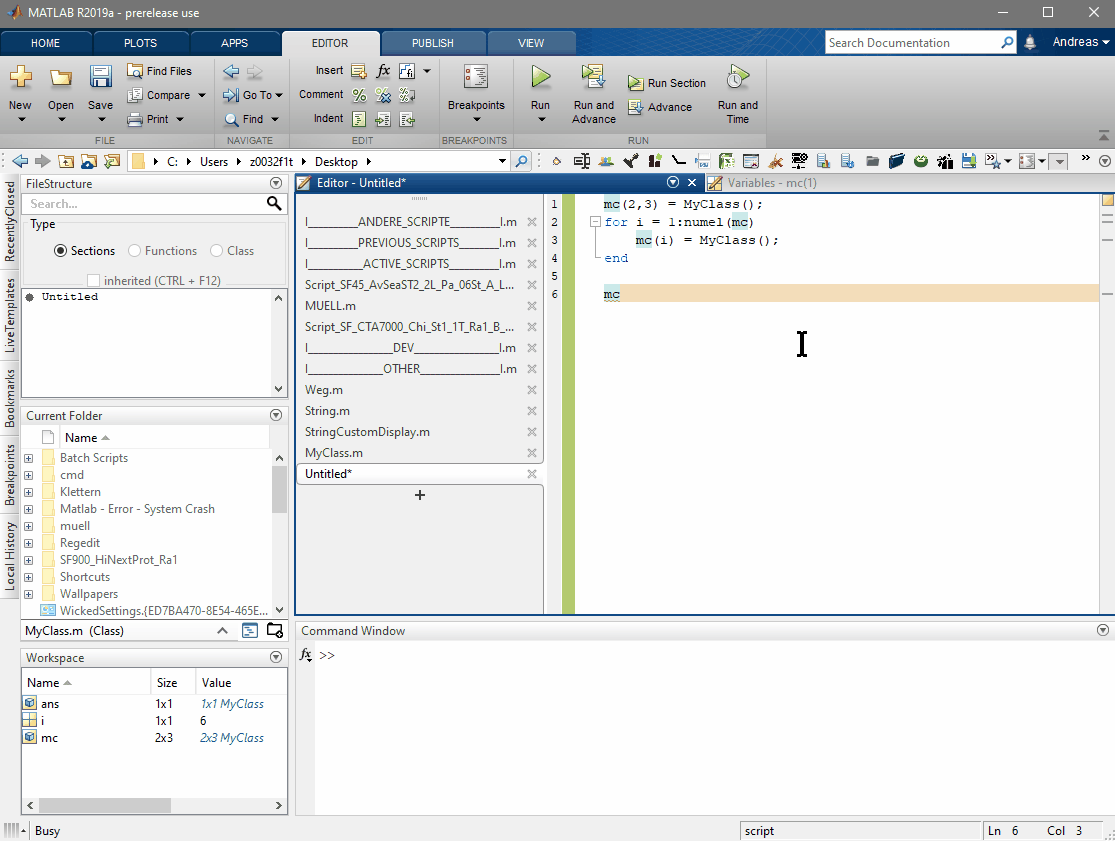 MATLAB R2019a - prerelease use
HOME PLOTS APPS EDITOR PUBLISH VIEW
Search Documentation
Andreas
New
Open
Save
Find Files
Compare
Print
FILE
Go To
Find
NAVIGATE
Insert
Comment
Indent
EDIT
Breakpoints
BREAKPOINTS
Run
Run and
Advance
Run Section
Advance
Run and
Time
RUN
C: Users z0032f1t Desktop
RecentlyClosed
LiveTemplates
Bookmarks
Breakpoints
Local History
FileStructure
Search...
Type
Sections Functions Class
inherited (CTRL + F12)
Untitled
Current Folder
Name
Batch Scripts
cmd
Klettern
Matlab - Error - System Crash
muell
Regedit
SF900_HiNextProt_Ra1
Shortcuts
Wallpapers
WickedSettings.{ED7BA470-8E54-465E...
MyClass.m (Class)
Workspace
Name Size Value
ans 1x1 1x1 MyClass
i 1x1 6
mc 2x3 2x3 MyClass
Editor - Untitled*
Variables - mc(1)
I_________ANDERE_SCRIPTE_________I.m
I_________PREVIOUS_SCRIPTS_______I.m
I__________ACTIVE_SCRIPTS_________I.m
Script_SF45_AvSeaST2_2L_Pa_06St_A_L...
MUELL.m
Script_SF_CTA7000_Chi_St1_1T_Ra1_B_...
I________________DEV________________I.m
I______________OTHER_______________I.m
Weg.m
String.m
StringCustomDisplay.m
MyClass.m
Untitled*
1 mc(2,3) = MyClass();
2 for i = 1:numel(mc)
3 mc(i) = MyClass();
4 end
5
6 mc
Command Window
fx >>
Busy
script
Ln 6 Col 3